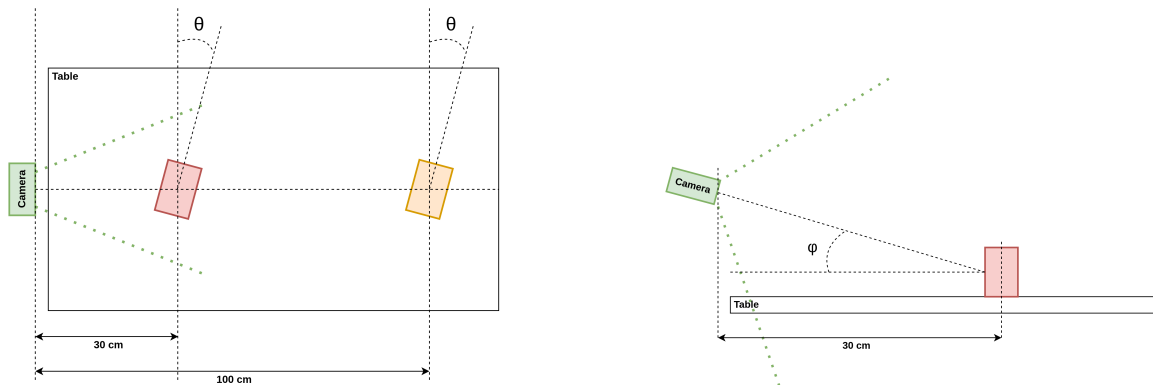 θ
θ
Table
Camera
30 cm
100 cm
Camera
φ
Table
30 cm